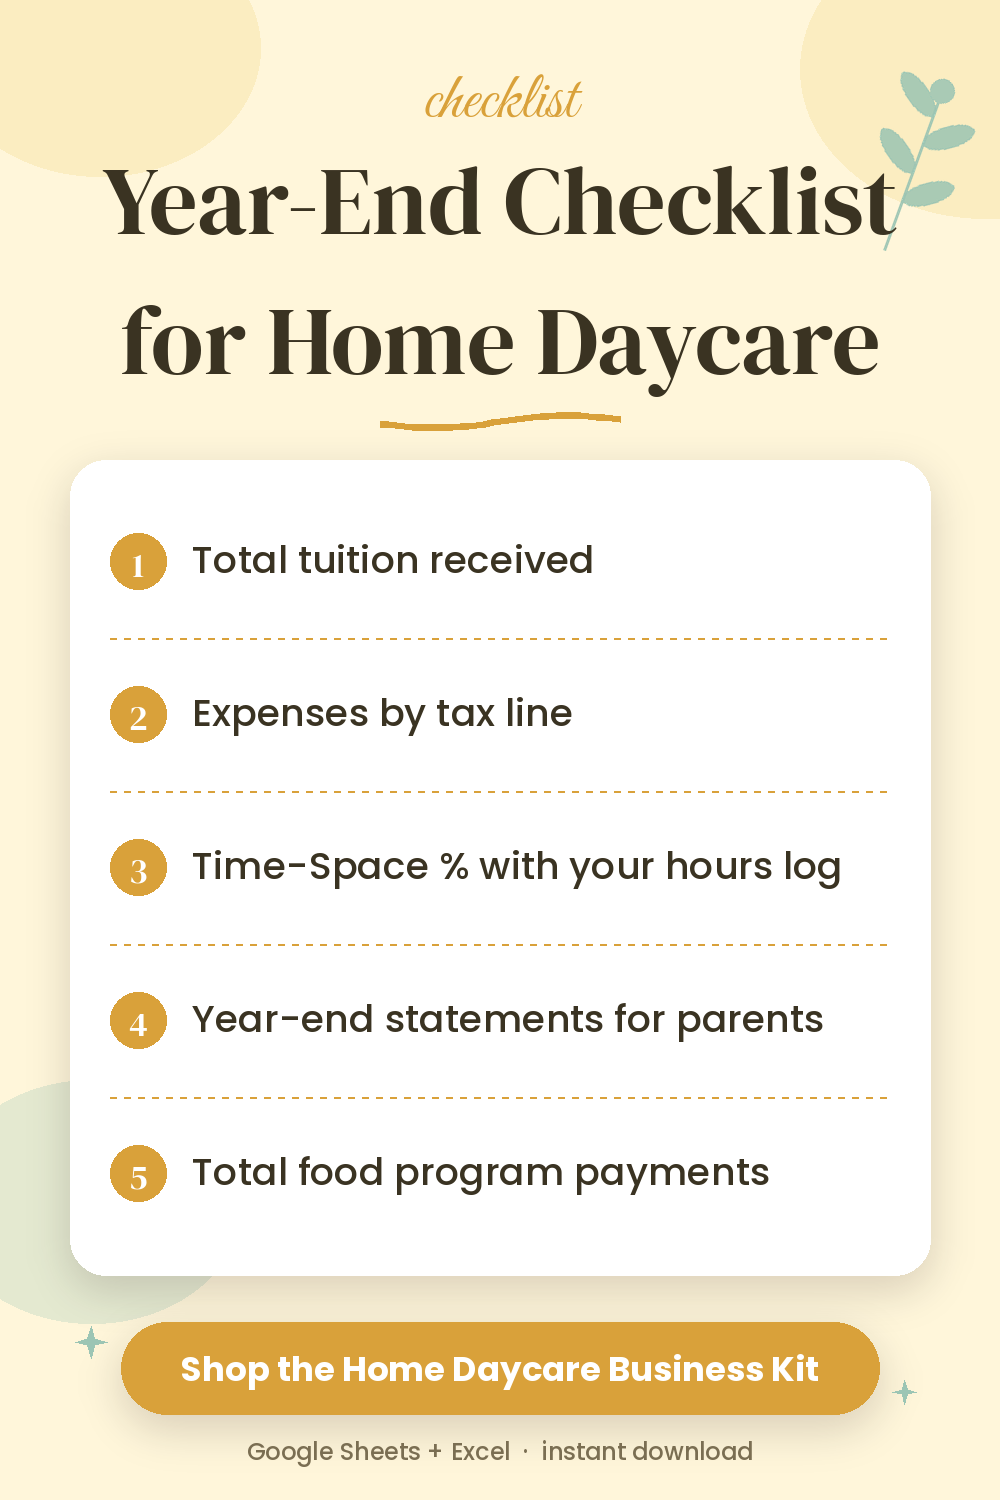 checklist
Year-End Checklist
for Home Daycare
1 Total tuition received
2 Expenses by tax line
3 Time-Space % with your hours log
4 Year-end statements for parents
5 Total food program payments
Shop the Home Daycare Business Kit
Google Sheets + Excel · instant download